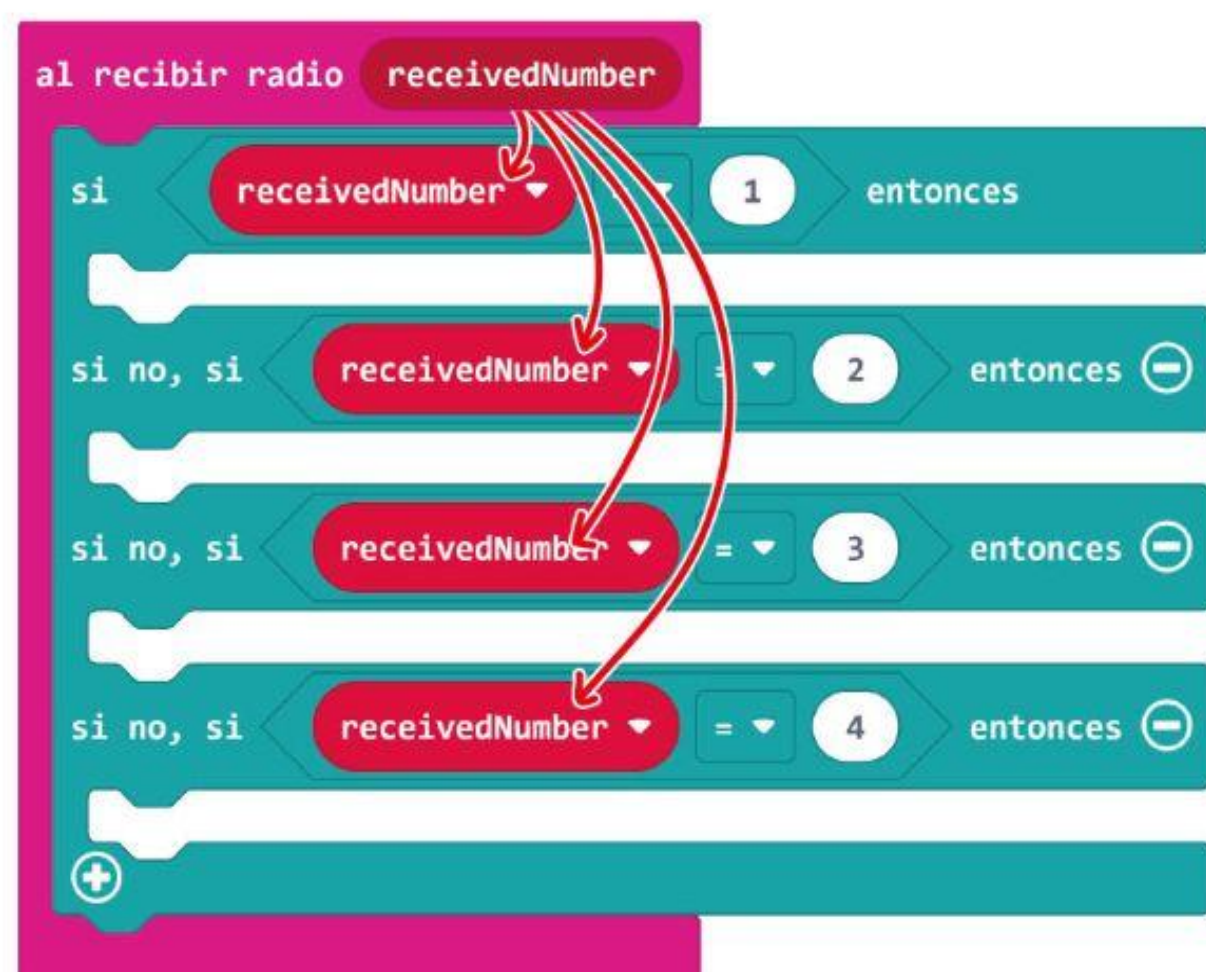 al recibir radio receivedNumber
si receivedNumber 1 entonces
si no, si receivedNumber = 2 entonces
si no, si receivedNumber = 3 entonces
si no, si receivedNumber = 4 entonces